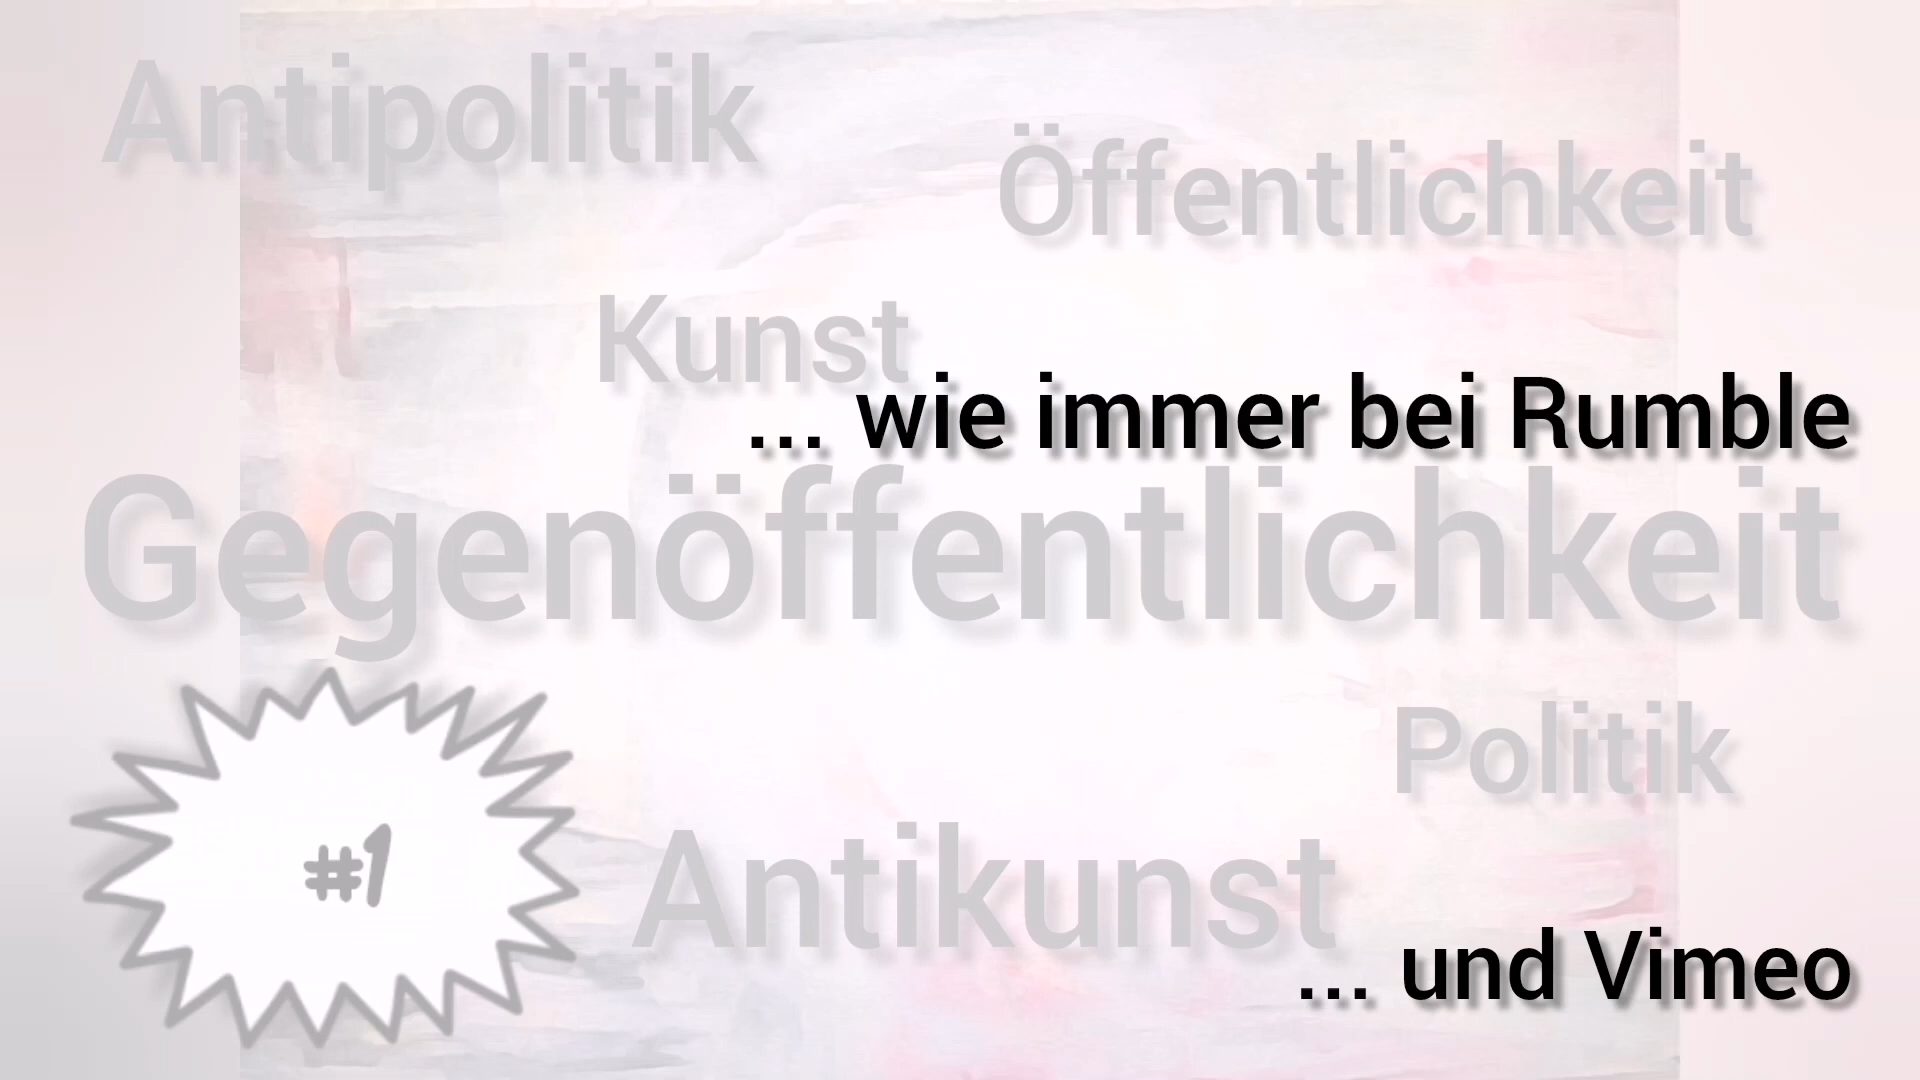 Antipolitik
Öffentlichkeit
Kunst
... wie immer bei Rumble
Gegenöffentlichkeit
Politik
#1
Antikunst
... und Vimeo